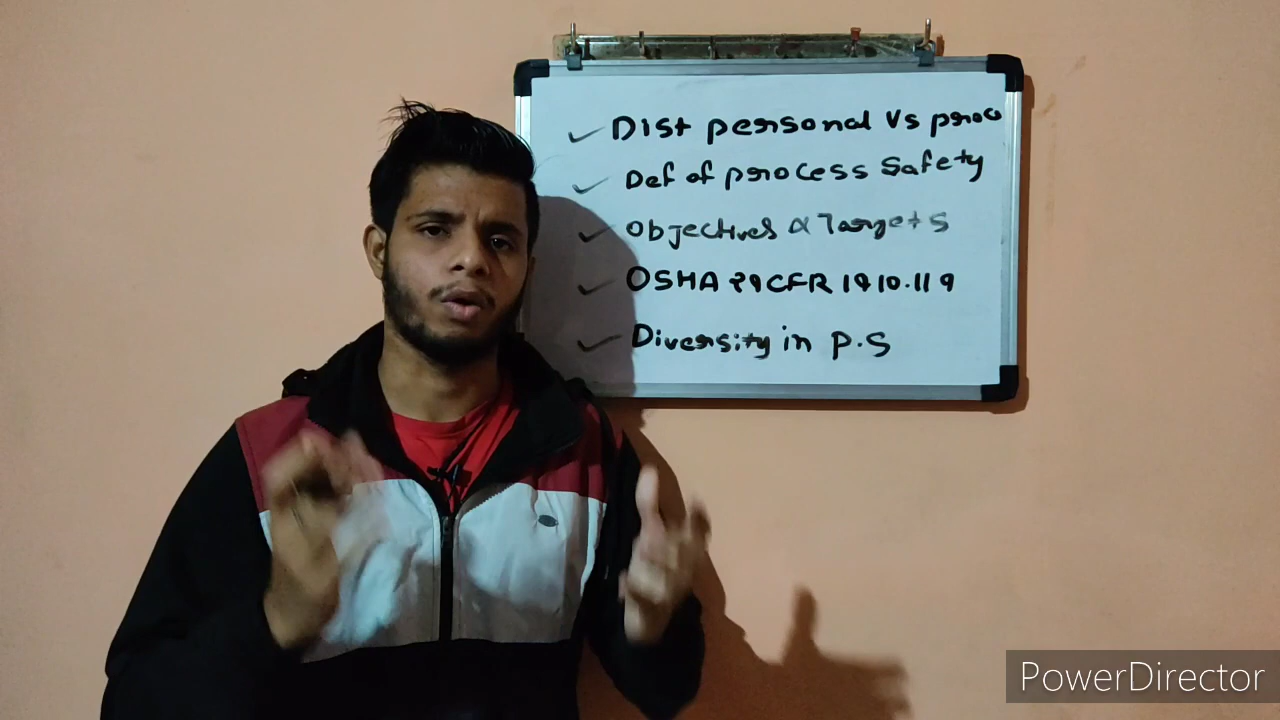 Dist personal Vs proc
Def of process Safety
Objectives & Targets
OSHA 29CFR 1910.119
Diversity in P.S
PowerDirector